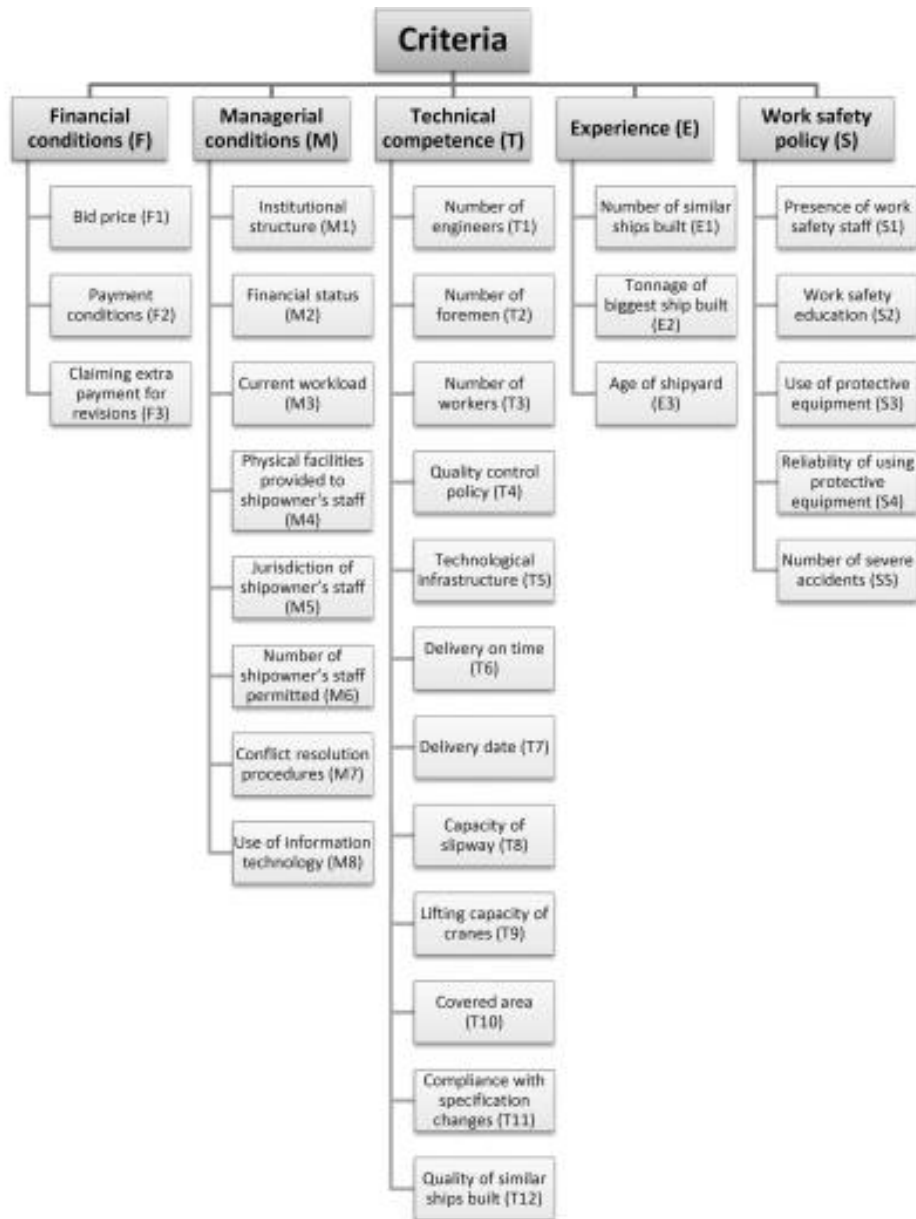 Criteria
Financial
conditions (F)
Bid price (F1)
Payment
conditions (F2)
Claiming extra
payment for
revisions (F3)
Managerial
conditions (M)
Institutional
structure (M1)
Financial status
(M2)
Current workload
(M3)
Physical facilities
provided to
shipowner's staff
(M4)
Jurisdiction of
shipowner's staff
(M5)
Number of
shipowner's staff
permitted (M6)
Conflict resolution
procedures (M7)
Use of information
technology (M8)
Technical
competence (T)
Number of
engineers (T1)
Number of
foremen (T2)
Number of
workers (T3)
Quality control
policy (T4)
Technological
infrastructure (T5)
Delivery on time
(T6)
Delivery date (T7)
Capacity of
slipway (T8)
Lifting capacity of
cranes (T9)
Covered area
(T10)
Compliance with
specification
changes (T11)
Quality of similar
ships built (T12)
Experience (E)
Number of similar
ships built (E1)
Tonnage of
biggest ship built
(E2)
Age of shipyard
(E3)
Work safety
policy (S)
Presence of work
safety staff (S1)
Work safety
education (S2)
Use of protective
equipment (S3)
Reliability of using
protective
equipment (S4)
Number of severe
accidents (S5)